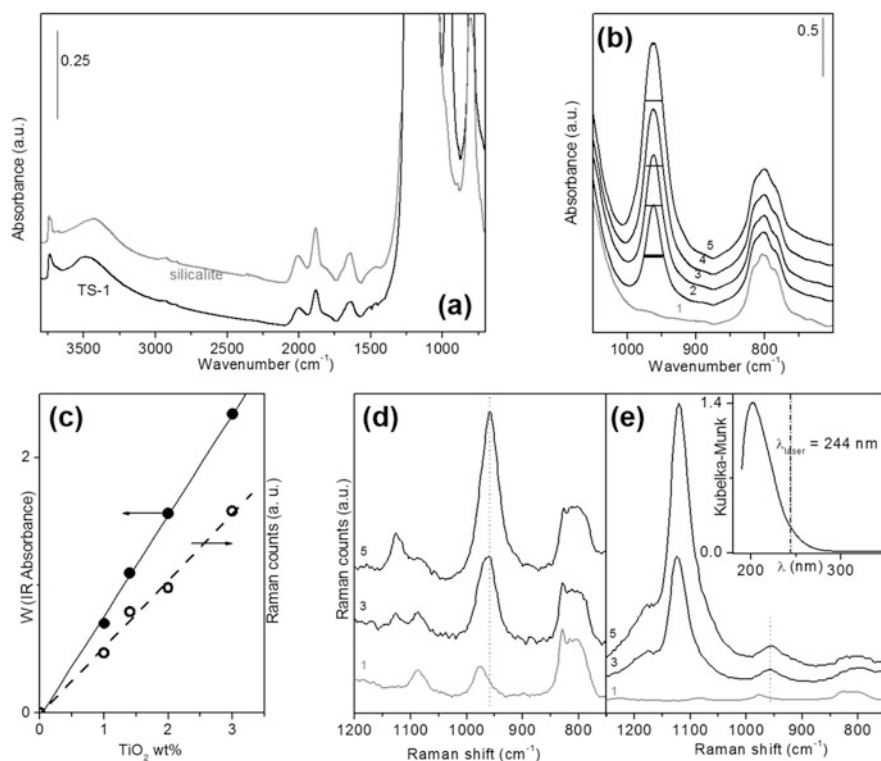 (a)
0.25
Absorbance (a.u.)
silicalite
TS-1
3500 3000 2500 2000 1500 1000
Wavenumber (cm⁻¹)
(b)
0.5
Absorbance (a.u.)
5
4
3
2
1
1000 900 800
Wavenumber (cm⁻¹)
(c)
W (IR Absorbance)
2
0
0 1 2 3
TiO₂ wt%
Raman counts (a. u.)
(d)
Raman counts (a.u.)
5
3
1
1200 1100 1000 900 800
Raman shift (cm⁻¹)
(e)
5
3
1
1100 1000 900 800
Raman shift (cm⁻¹)
Kubelka-Munk
1.4
0.0
λlaser = 244 nm
200 300
λ (nm)